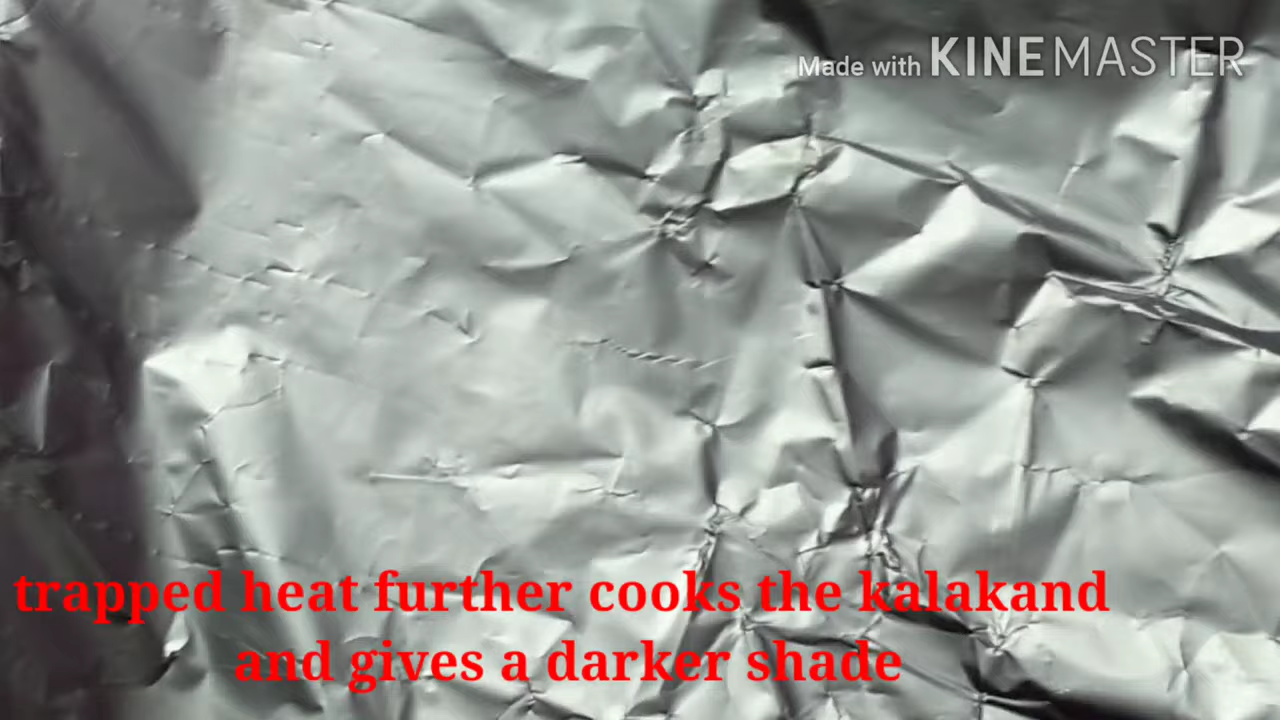 Made with KINEMASTER
trapped heat further cooks the kalakand
and gives a darker shade